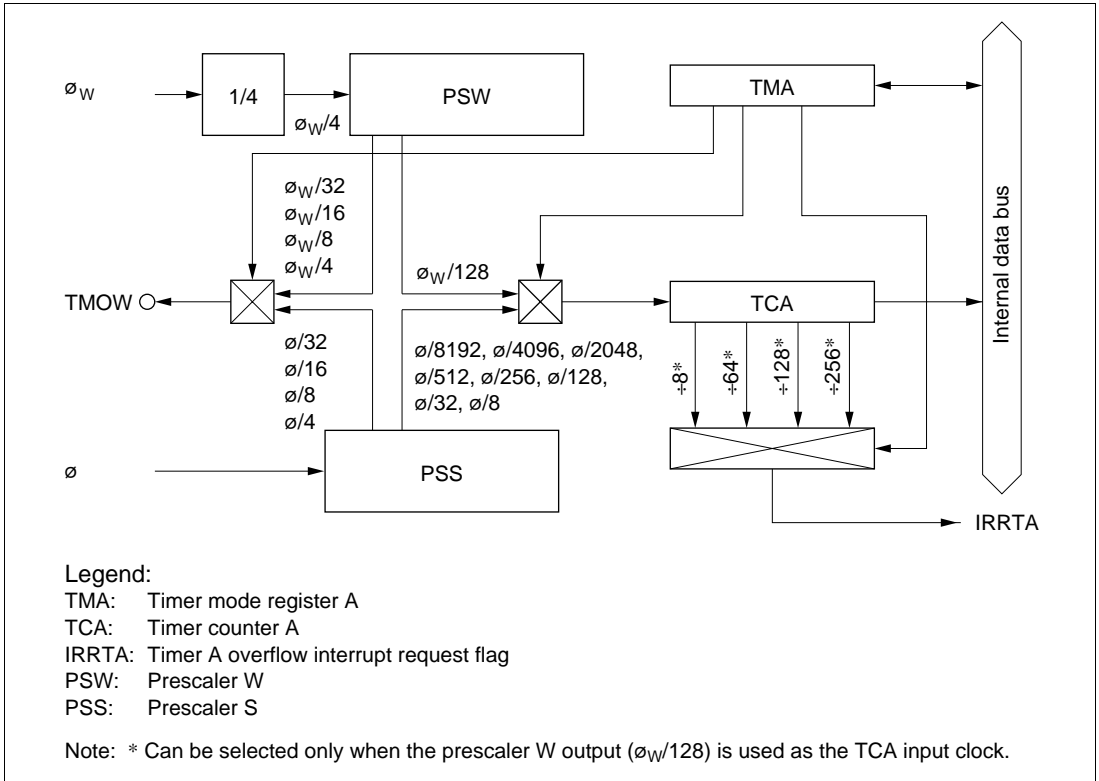 øW
1/4
øW/4
PSW
TMA
Internal data bus
øW/32
øW/16
øW/8
øW/4
øW/128
TMOW
TCA
ø/32
ø/16
ø/8
ø/4
ø/8192, ø/4096, ø/2048,
ø/512, ø/256, ø/128,
ø/32, ø/8
÷8*
÷64*
÷128*
÷256*
ø
PSS
IRRTA
Legend:
TMA: Timer mode register A
TCA: Timer counter A
IRRTA: Timer A overflow interrupt request flag
PSW: Prescaler W
PSS: Prescaler S
Note: * Can be selected only when the prescaler W output (øW/128) is used as the TCA input clock.